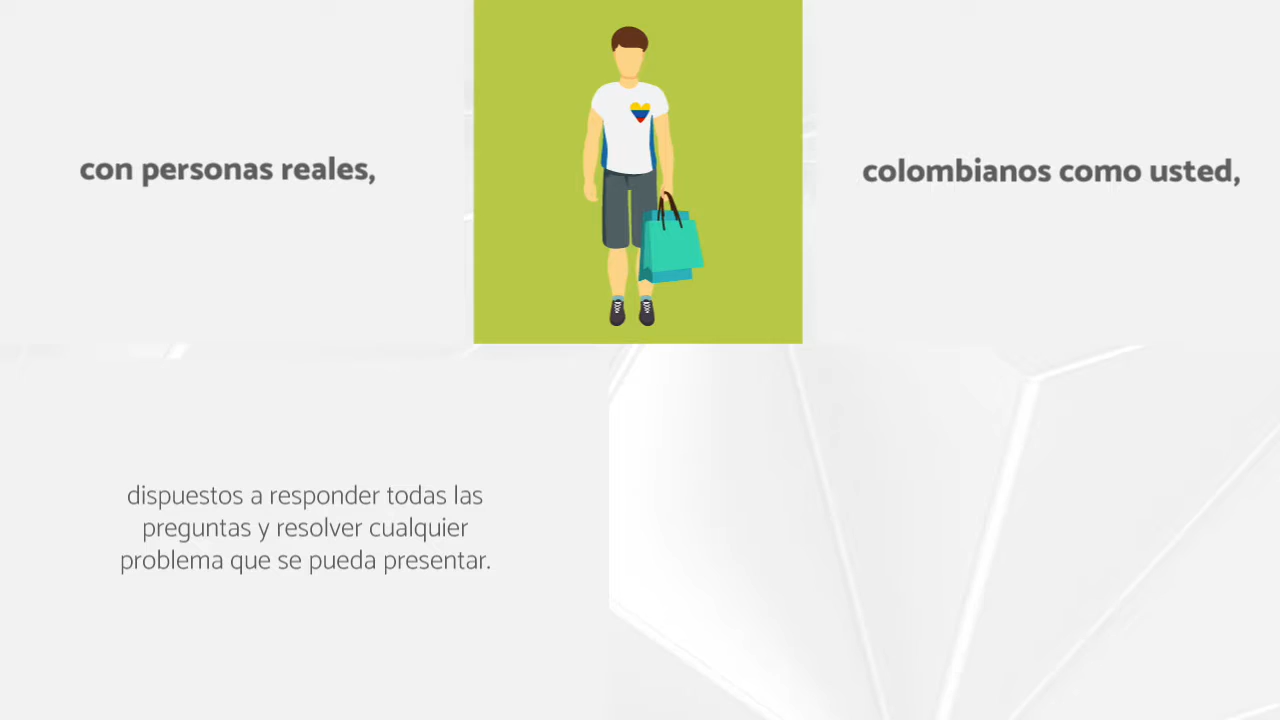 con personas reales,
colombianos como usted,
dispuestos a responder todas las
preguntas y resolver cualquier
problema que se pueda presentar.